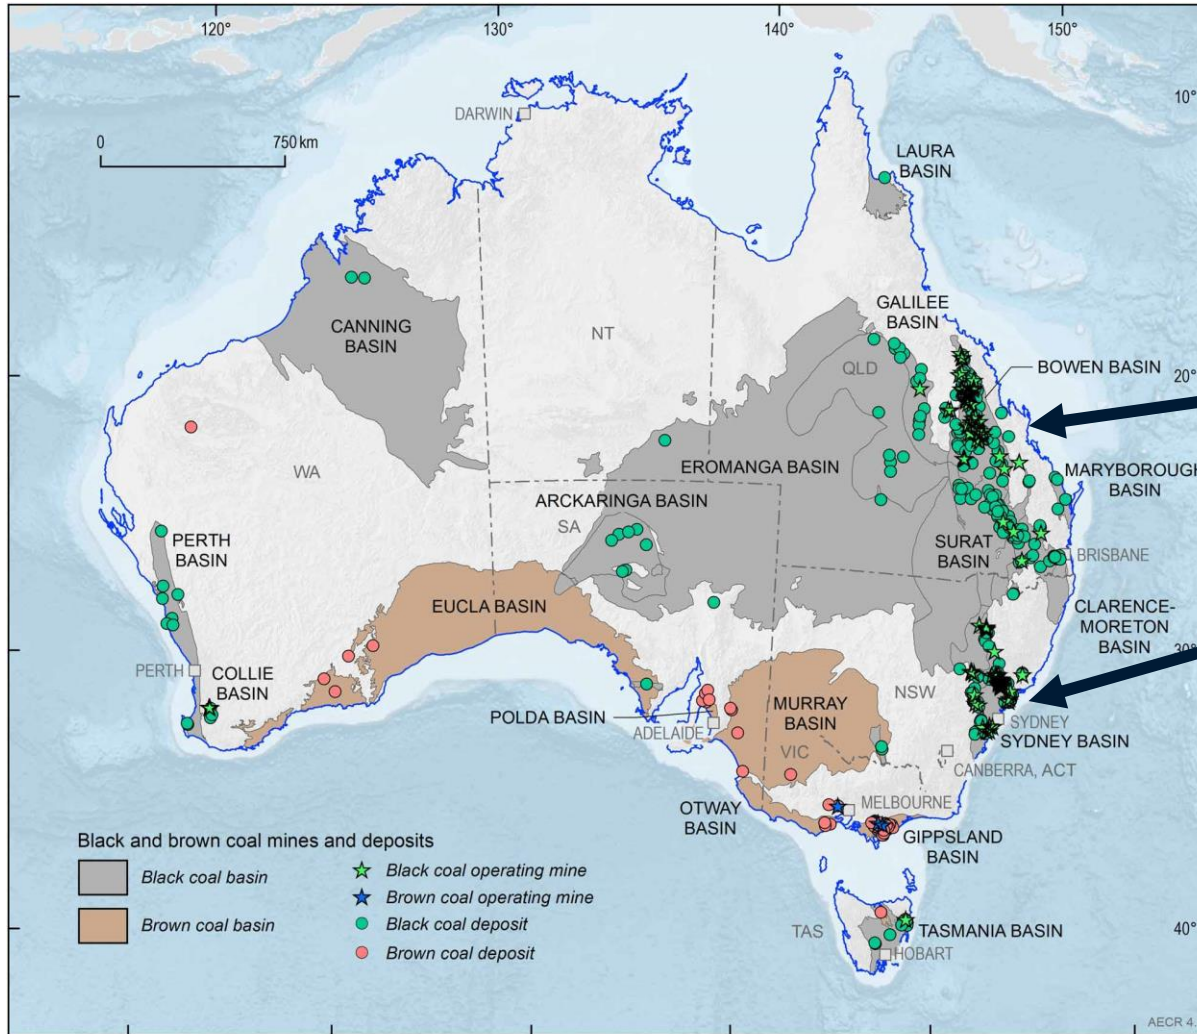 120°
130°
140°
150°
10°
DARWIN
0
750 km
LAURA
BASIN
CANNING
BASIN
NT
GALILEE
BASIN
QLD
BOWEN BASIN
20°
WA
EROMANGA BASIN
MARYBOROUGH
BASIN
ARCKARINGA BASIN
SA
PERTH
BASIN
SURAT
BASIN
BRISBANE
EUCLA BASIN
CLARENCE-
MORETON
BASIN
30°
PERTH
COLLIE
BASIN
NSW
MURRAY
BASIN
POLDA BASIN
ADELAIDE
SYDNEY
SYDNEY BASIN
VIC
CANBERRA, ACT
OTWAY
BASIN
MELBOURNE
GIPPSLAND
BASIN
Black and brown coal mines and deposits
Black coal basin
Brown coal basin
Black coal operating mine
Brown coal operating mine
Black coal deposit
Brown coal deposit
TAS
TASMANIA BASIN
HOBART
40°
AECR 4